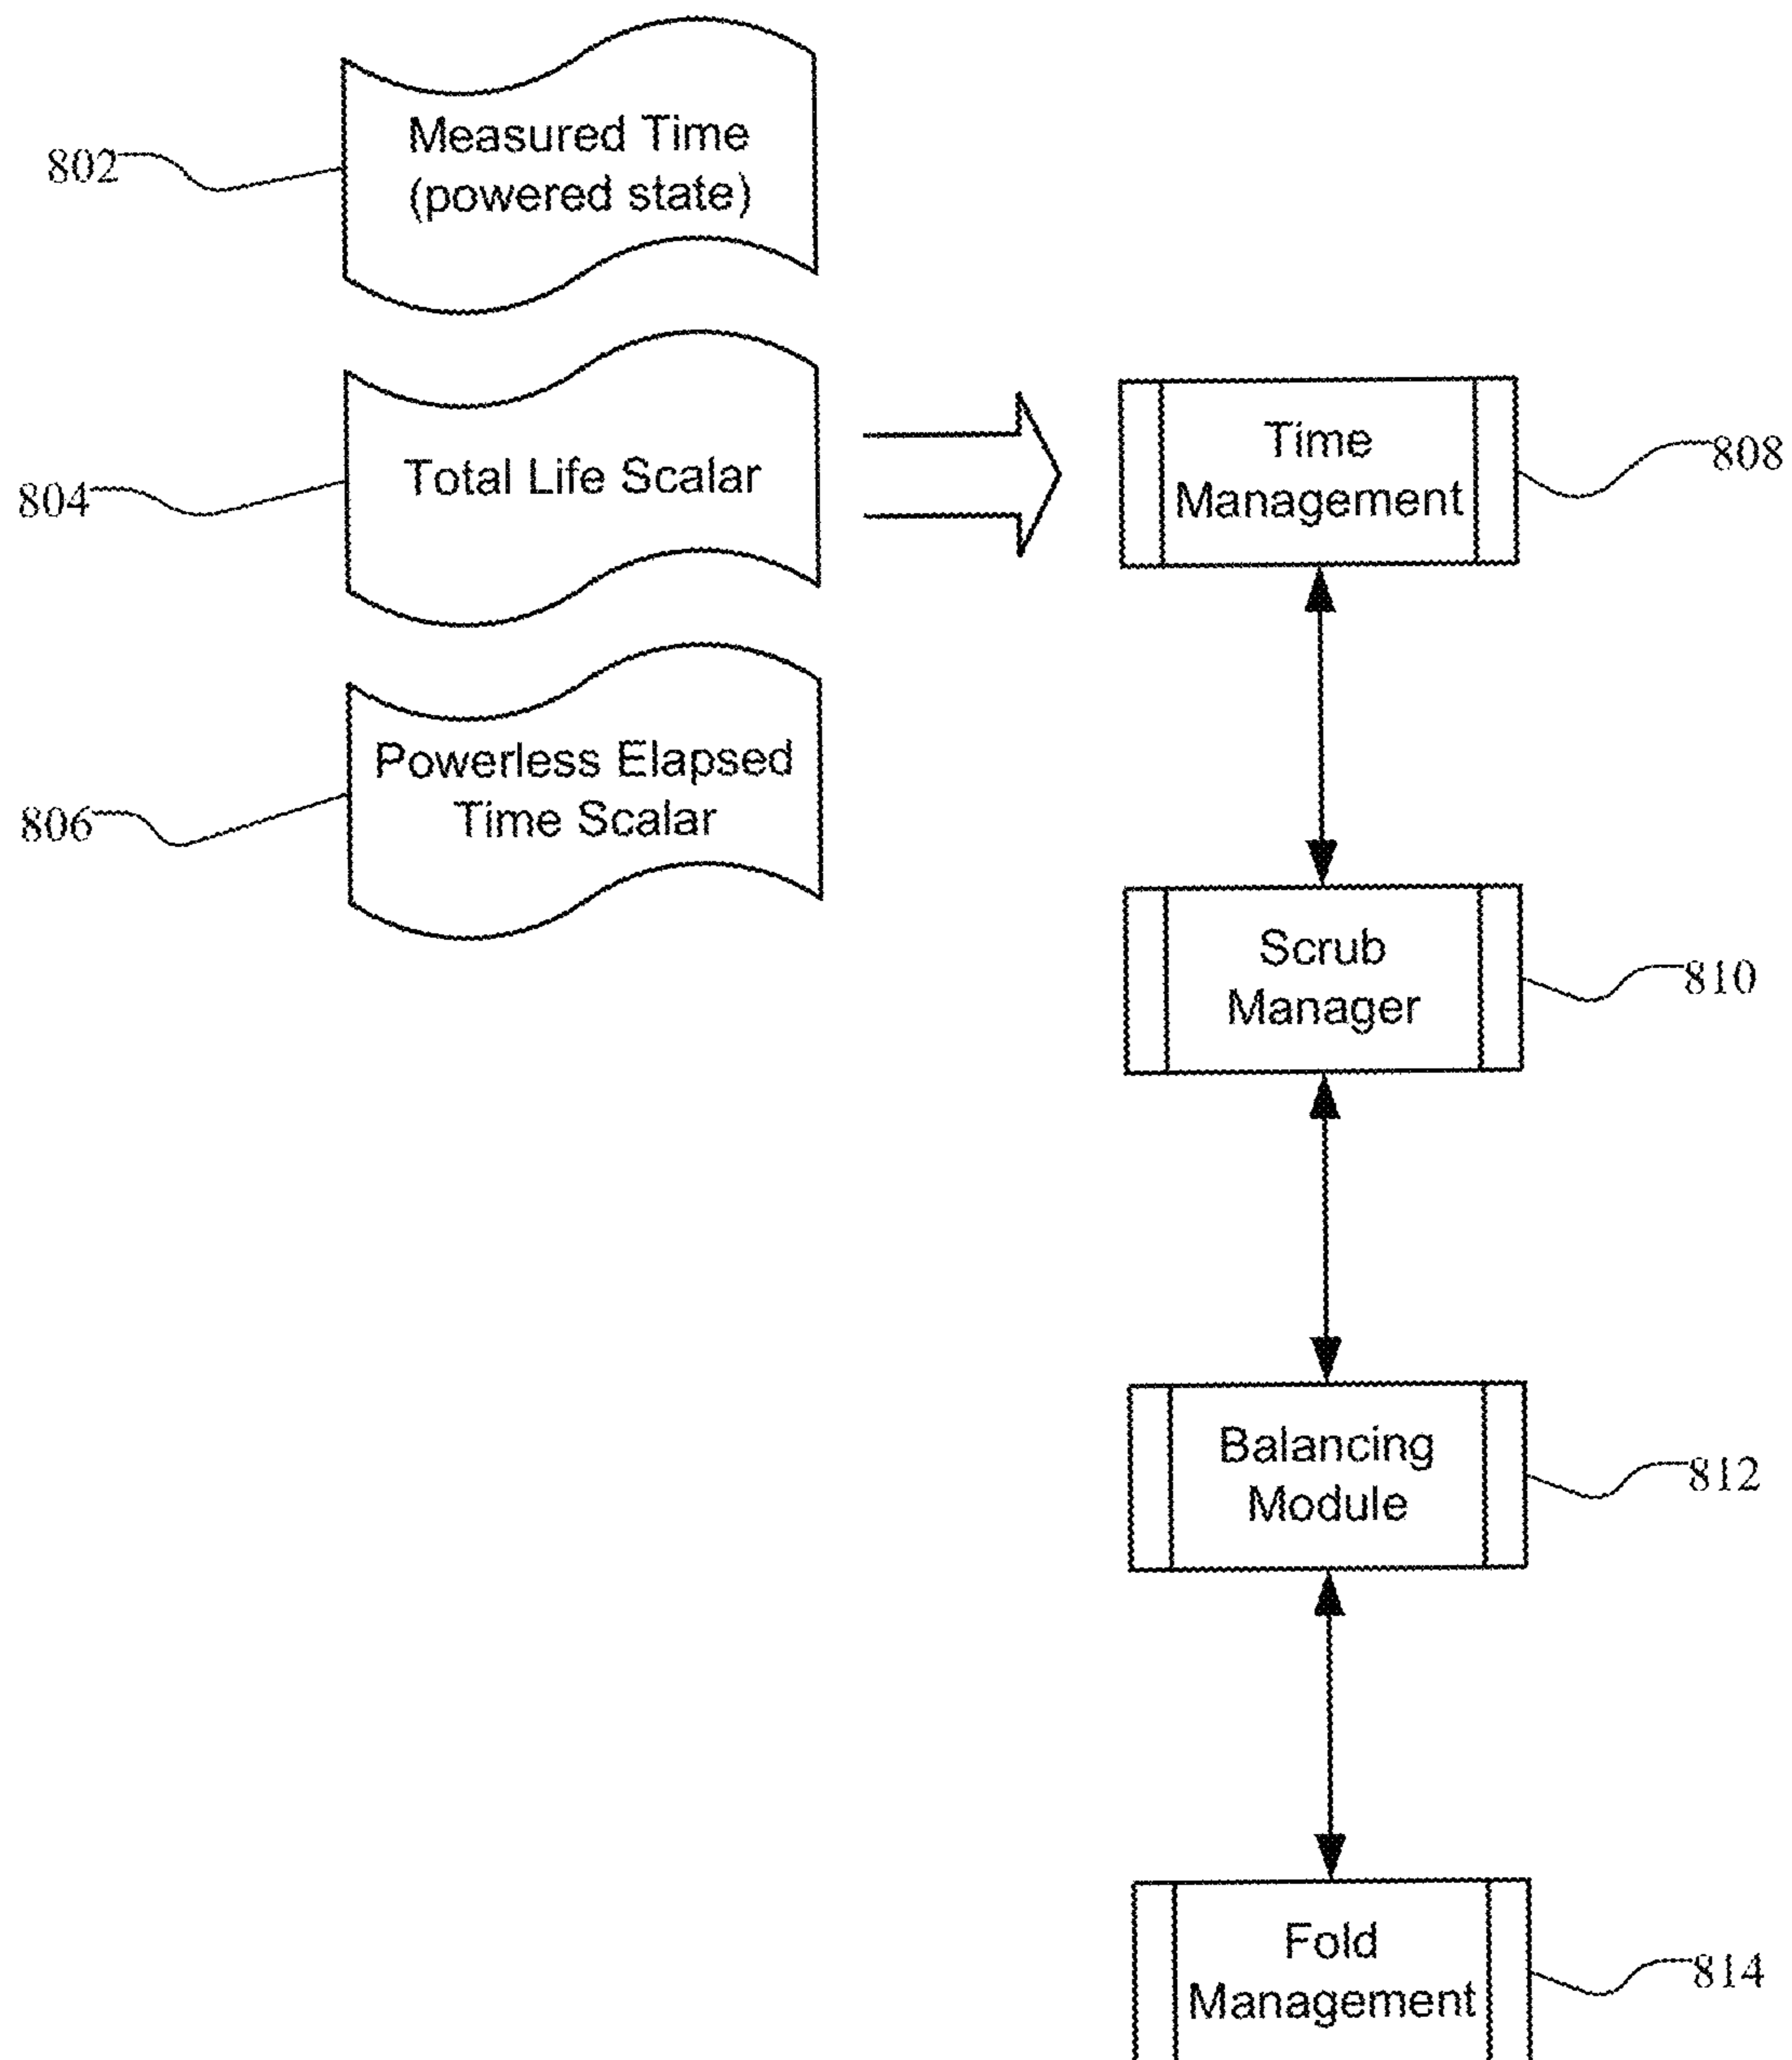 802
Measured Time
(powered state)
804
Total Life Scalar
806
Powerless Elapsed
Time Scalar
Time
Management
808
Scrub
Manager
810
Balancing
Module
812
Fold
Management
814